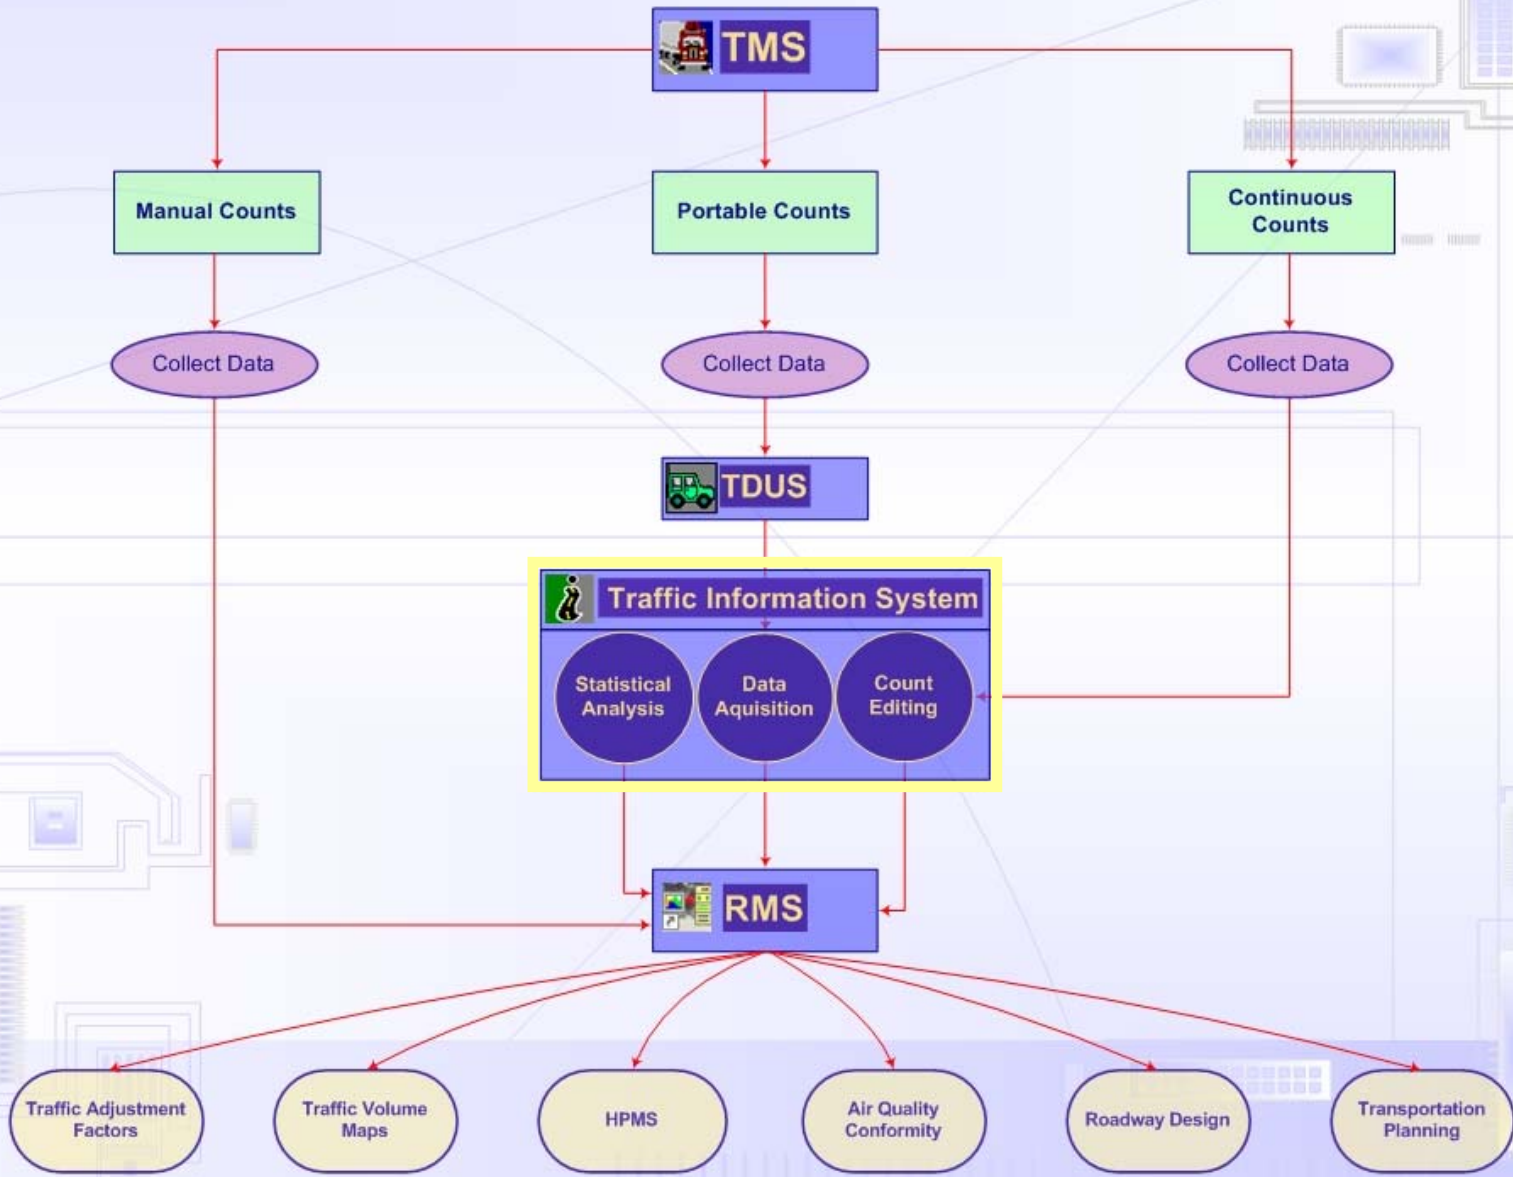 TMS
Manual Counts
Portable Counts
Continuous
Counts
Collect Data
Collect Data
Collect Data
TDUS
Traffic Information System
Statistical
Analysis
Data
Aquisition
Count
Editing
RMS
Traffic Adjustment
Factors
Traffic Volume
Maps
HPMS
Air Quality
Conformity
Roadway Design
Transportation
Planning